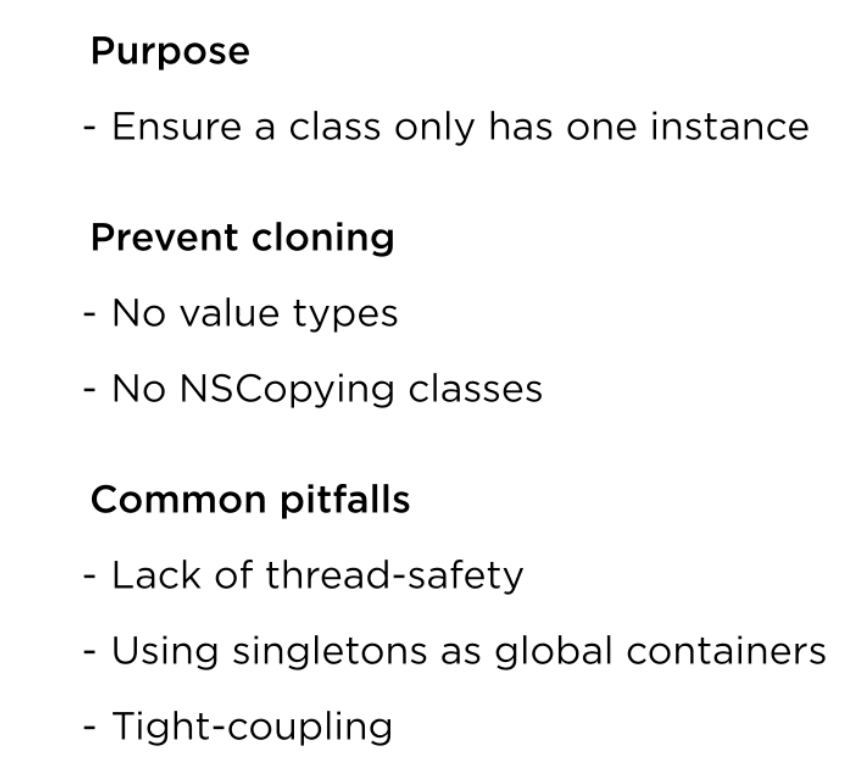 Purpose
- Ensure a class only has one instance
Prevent cloning
- No value types
- No NSCopying classes
Common pitfalls
- Lack of thread-safety
- Using singletons as global containers
- Tight-coupling